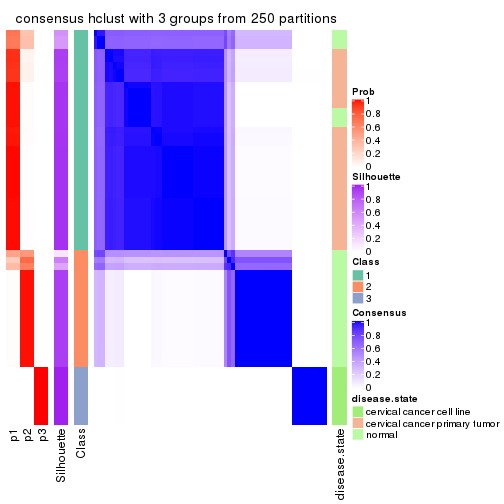 consensus hclust with 3 groups from 250 partitions
Prob
1
0.8
0.6
0.4
0.2
0
Silhouette
1
0.8
0.6
0.4
0.2
0
Class
1
2
3
Consensus
1
0.8
0.6
0.4
0.2
0
disease.state
cervical cancer cell line
cervical cancer primary tumor
normal
p1
p2
p3
Silhouette
Class
disease.state